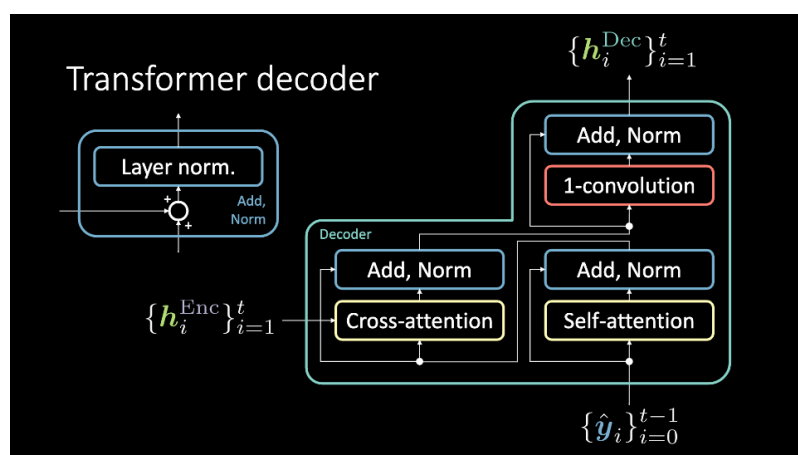 {h_i^Dec}_{i=1}^t
Transformer decoder
Add, Norm
Layer norm.
1-convolution
+
Add,
Norm
+
Decoder
Add, Norm
Add, Norm
{h_i^Enc}_{i=1}^t
Cross-attention
Self-attention
{ŷ_i}_{i=0}^{t-1}